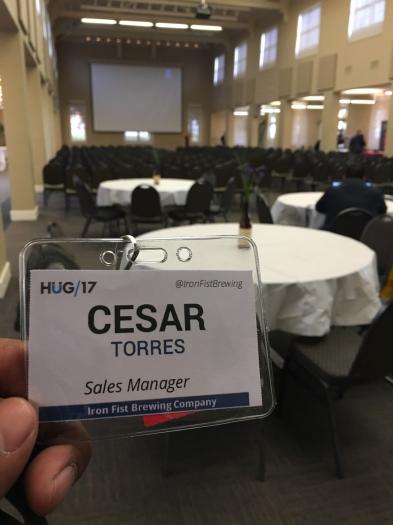 HUG/17
@IronFistBrewing
CESAR
TORRES
Sales Manager
Iron Fist Brewing Company